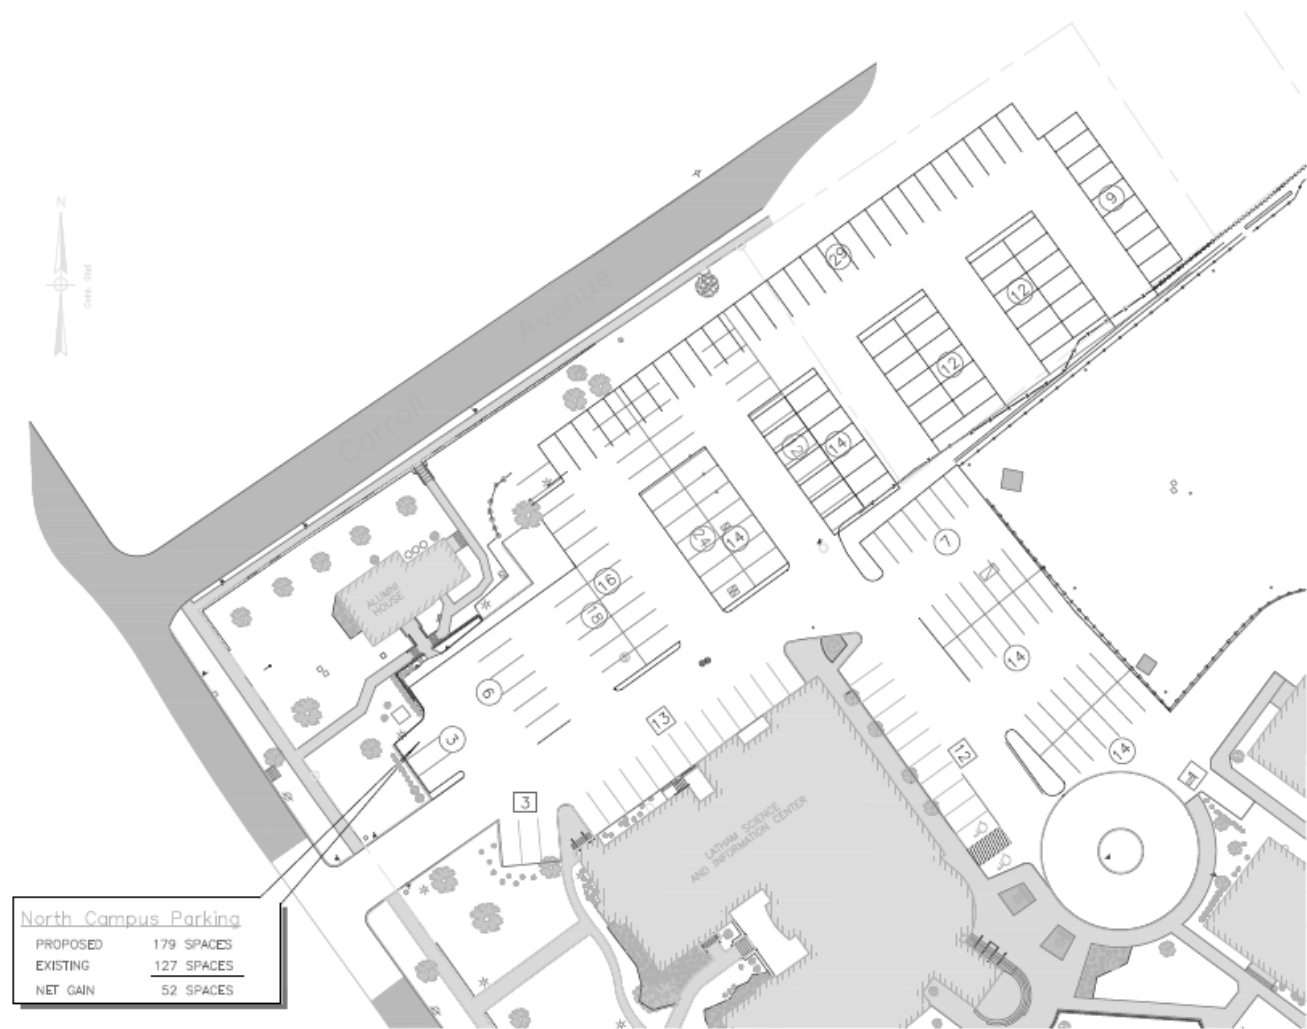 N
Carroll Avenue
9
29
12
12
12
14
24
14
7
16
18
ALUMNI
HOUSE
14
6
13
3
12
14
3
LATHAM SCIENCE
AND INFORMATION CENTER
North Campus Parking
PROPOSED 179 SPACES
EXISTING 127 SPACES
NET GAIN 52 SPACES